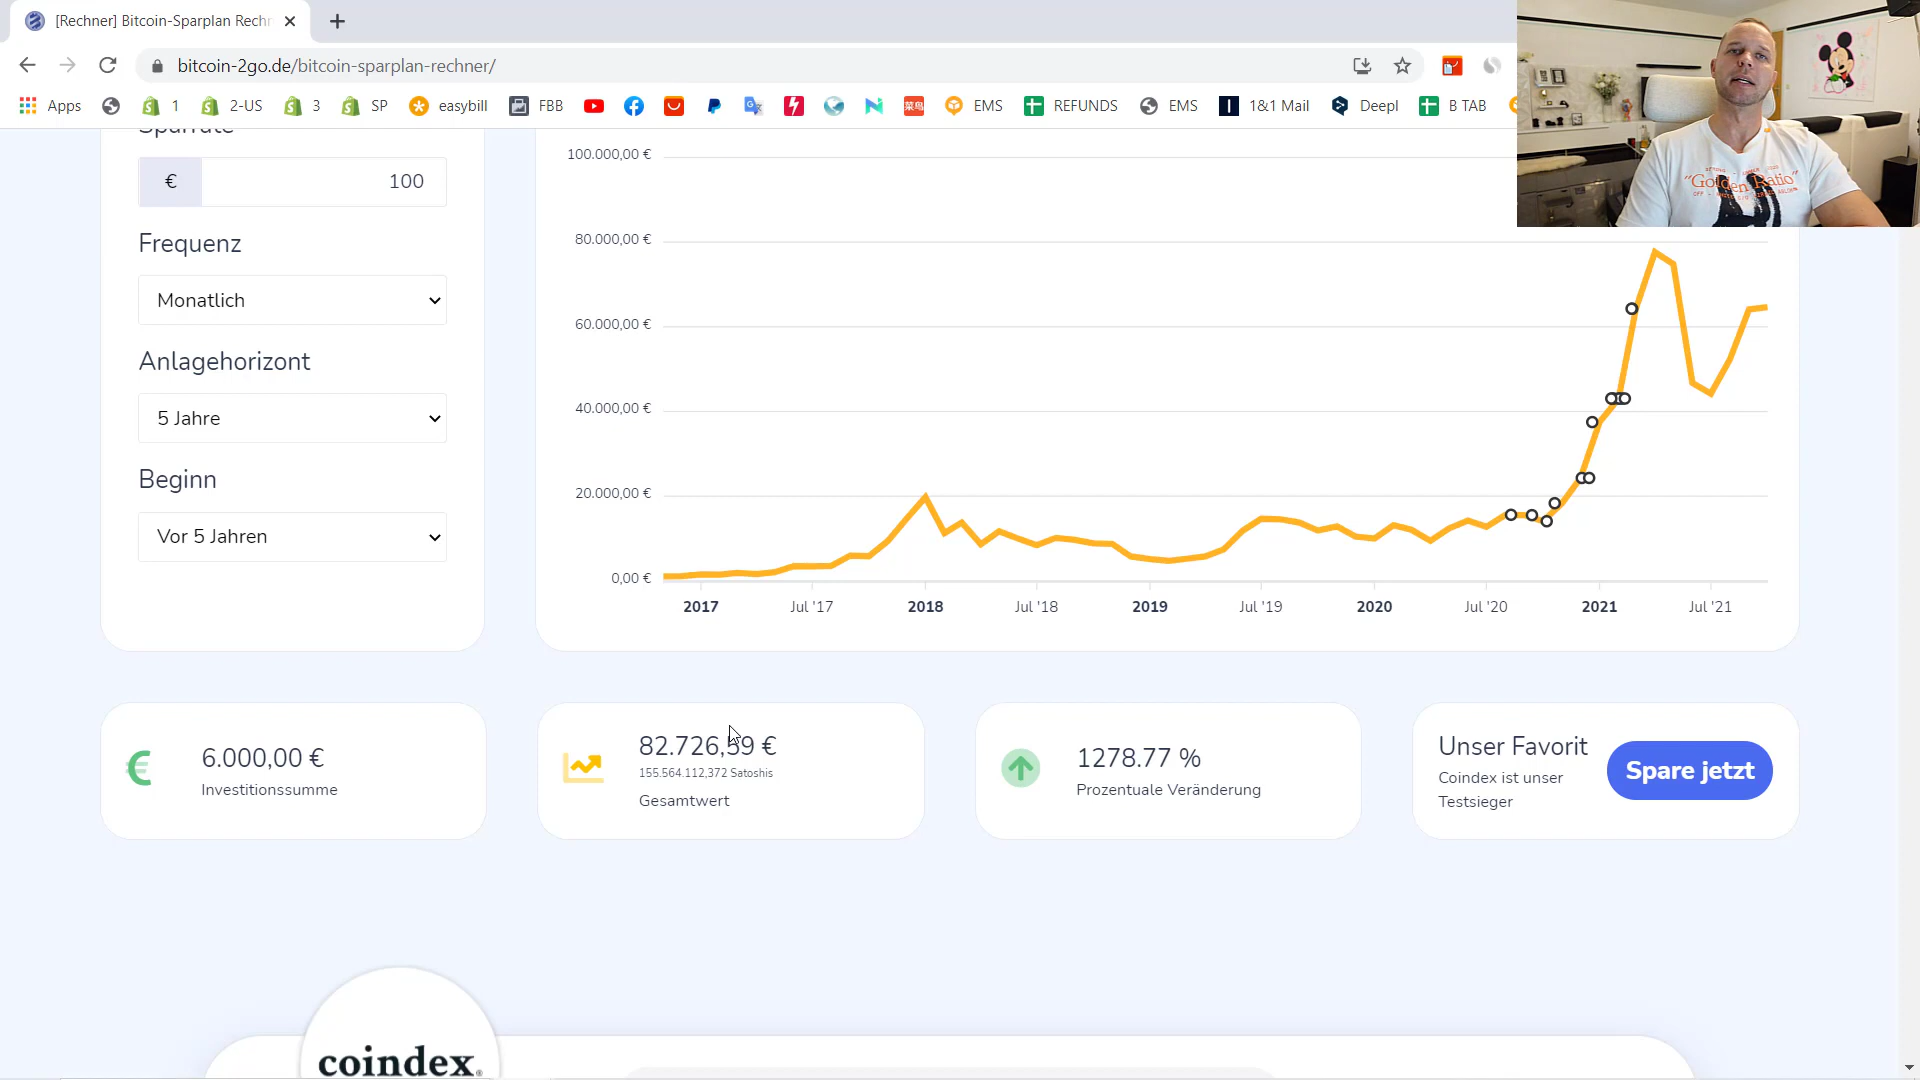 [Rechner] Bitcoin-Sparplan Rech
bitcoin-2go.de/bitcoin-sparplan-rechner/
Apps 1 2-US 3 SP easybill FBB EMS REFUNDS EMS 1&1 Mail Deepl B TAB
"Golden Ratio"
Sparrate
€ 100
Frequenz
Monatlich
Anlagehorizont
5 Jahre
Beginn
Vor 5 Jahren
100.000,00 €
80.000,00 €
60.000,00 €
40.000,00 €
20.000,00 €
0,00 €
2017 Jul '17 2018 Jul '18 2019 Jul '19 2020 Jul '20 2021 Jul '21
6.000,00 €
Investitionssumme
82.726,59 €
155.564.112,372 Satoshis
Gesamtwert
1278.77 %
Prozentuale Veränderung
Unser Favorit
Coindex ist unser
Testsieger
Spare jetzt
coindex